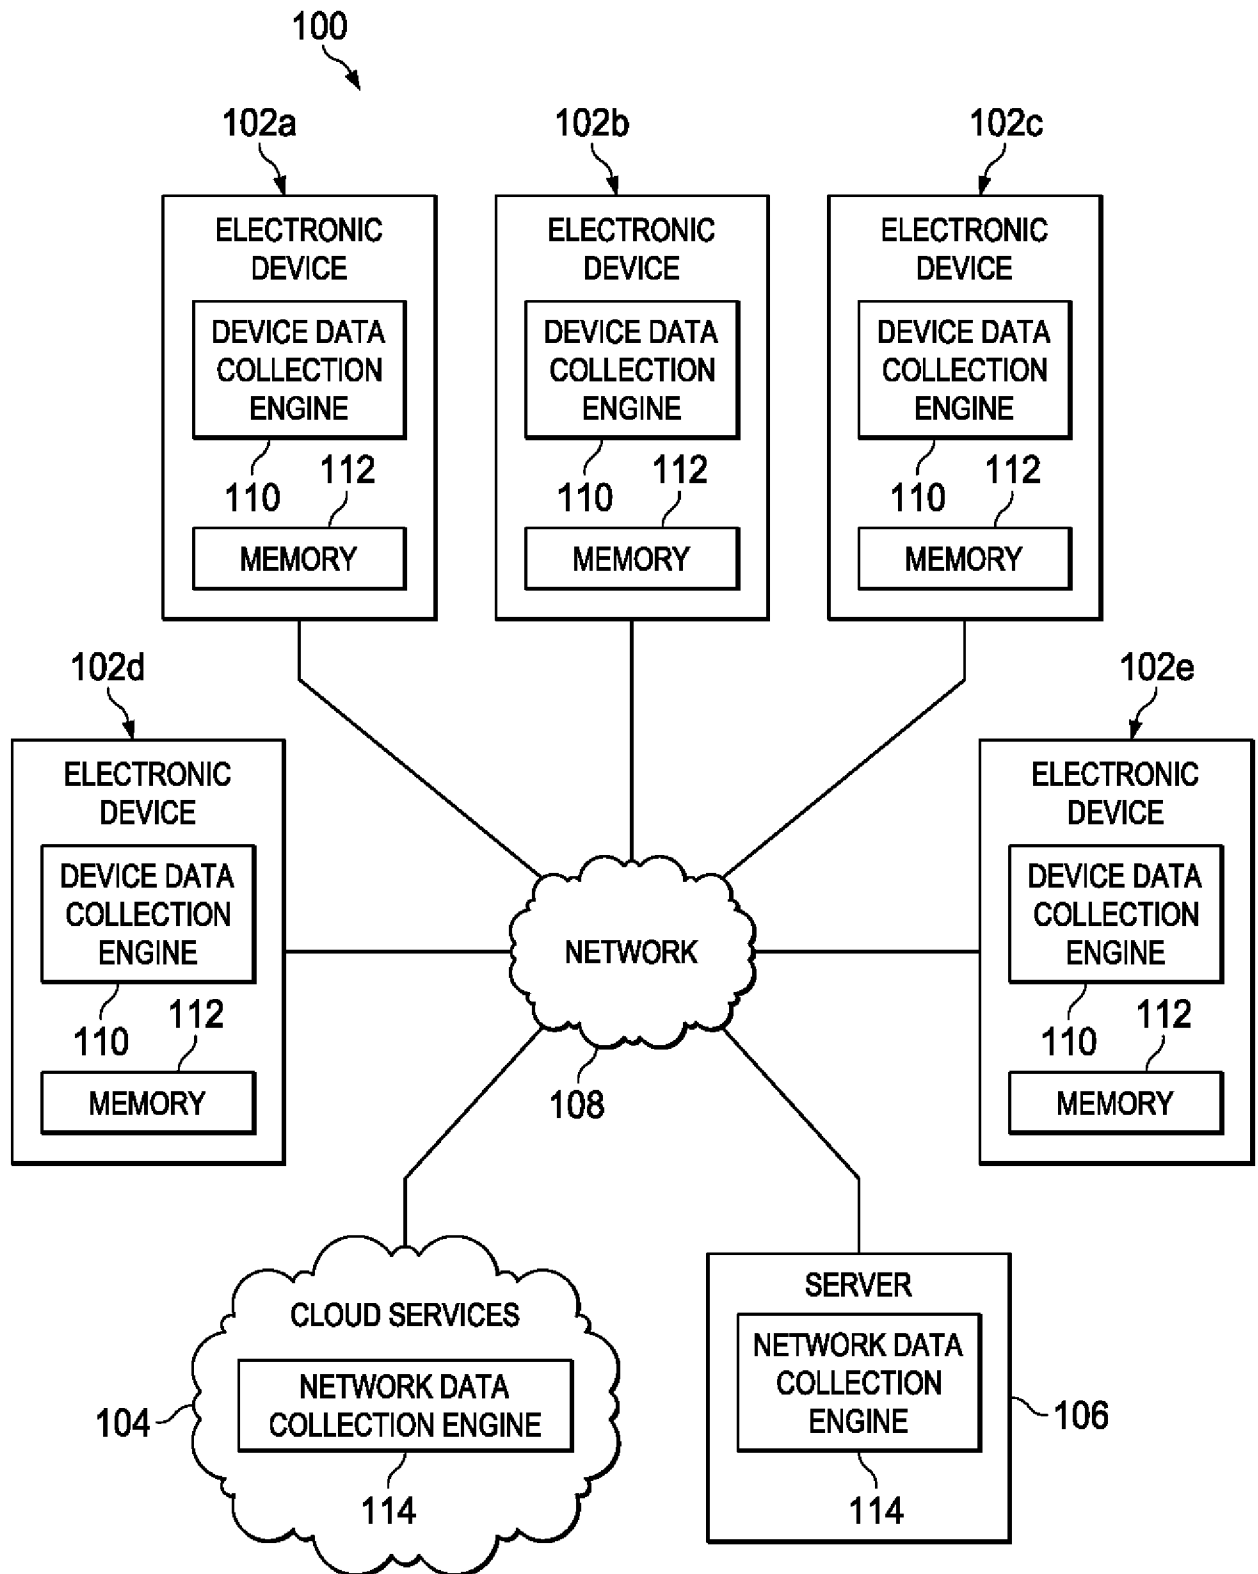 100
102a
102b
102c
ELECTRONIC
DEVICE
DEVICE DATA
COLLECTION
ENGINE
110
112
MEMORY
ELECTRONIC
DEVICE
DEVICE DATA
COLLECTION
ENGINE
110
112
MEMORY
ELECTRONIC
DEVICE
DEVICE DATA
COLLECTION
ENGINE
110
112
MEMORY
102d
ELECTRONIC
DEVICE
DEVICE DATA
COLLECTION
ENGINE
110
112
MEMORY
NETWORK
108
102e
ELECTRONIC
DEVICE
DEVICE DATA
COLLECTION
ENGINE
110
112
MEMORY
CLOUD SERVICES
NETWORK DATA
COLLECTION ENGINE
104
114
SERVER
NETWORK DATA
COLLECTION
ENGINE
106
114